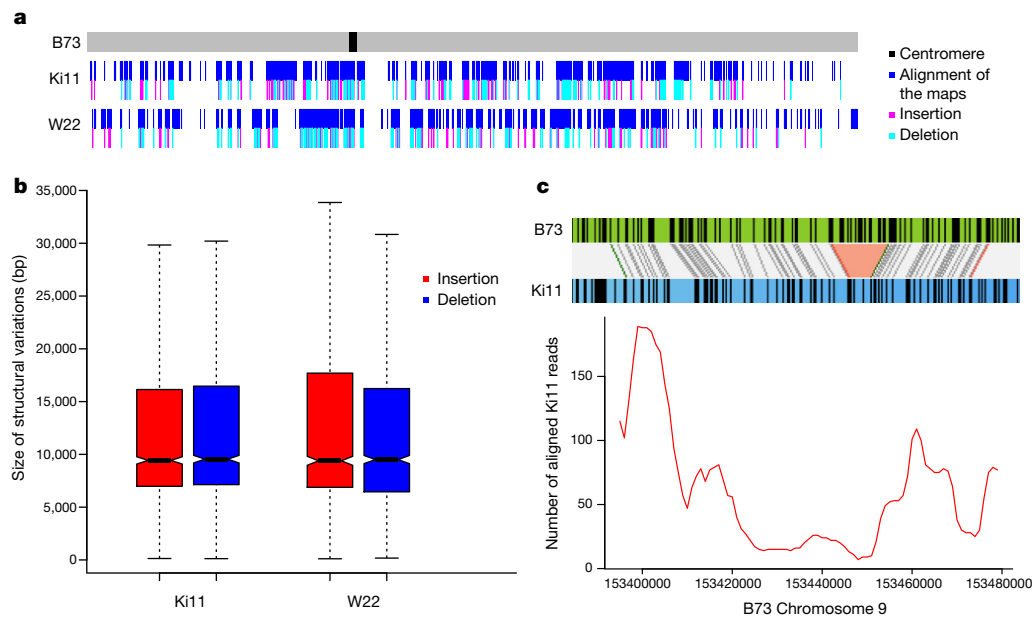 a
B73
Ki11
W22
Centromere
Alignment of
the maps
Insertion
Deletion
b
Size of structural variations (bp)
35,000
30,000
25,000
20,000
15,000
10,000
5,000
0
Insertion
Deletion
Ki11
W22
c
B73
Ki11
Number of aligned Ki11 reads
150
100
50
0
153400000
153420000
153440000
153460000
153480000
B73 Chromosome 9